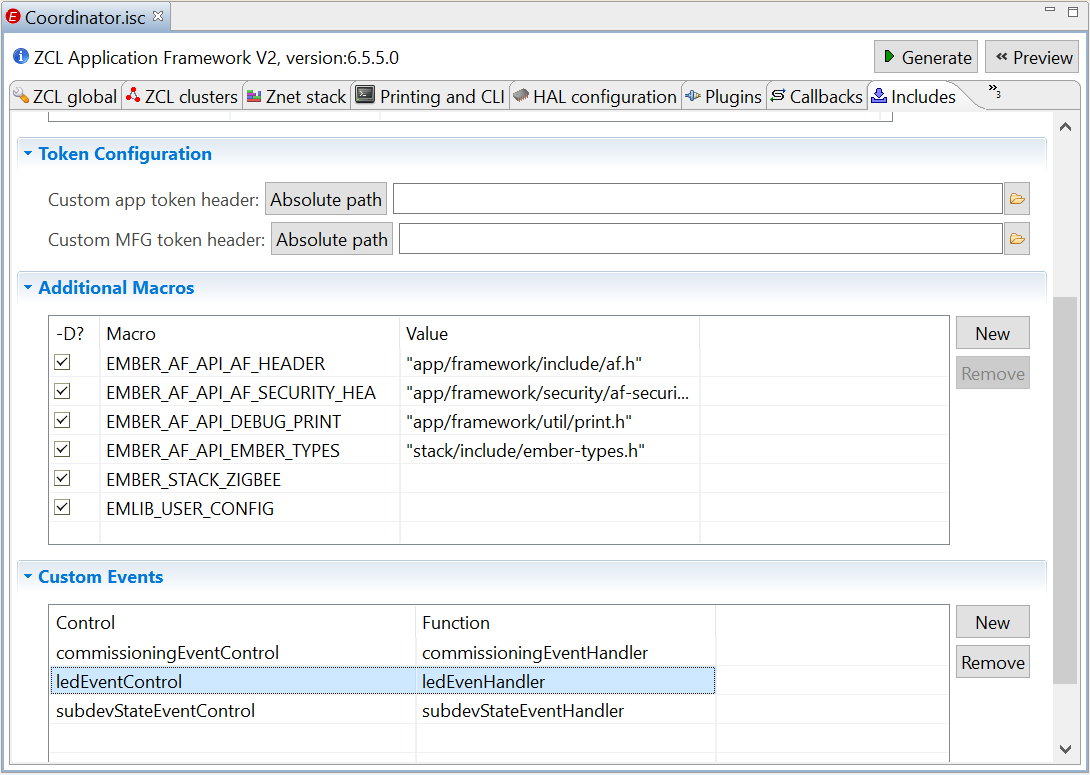 Coordinator.isc
ZCL Application Framework V2, version:6.5.5.0
Generate
Preview
ZCL global
ZCL clusters
Znet stack
Printing and CLI
HAL configuration
Plugins
Callbacks
Includes
»3
Token Configuration
Custom app token header:
Absolute path
Custom MFG token header:
Absolute path
Additional Macros
-D? Macro Value
EMBER_AF_API_AF_HEADER "app/framework/include/af.h"
EMBER_AF_API_AF_SECURITY_HEA "app/framework/security/af-securi...
EMBER_AF_API_DEBUG_PRINT "app/framework/util/print.h"
EMBER_AF_API_EMBER_TYPES "stack/include/ember-types.h"
EMBER_STACK_ZIGBEE
EMLIB_USER_CONFIG
New
Remove
Custom Events
Control Function
commissioningEventControl commissioningEventHandler
ledEventControl ledEvenHandler
subdevStateEventControl subdevStateEventHandler
New
Remove